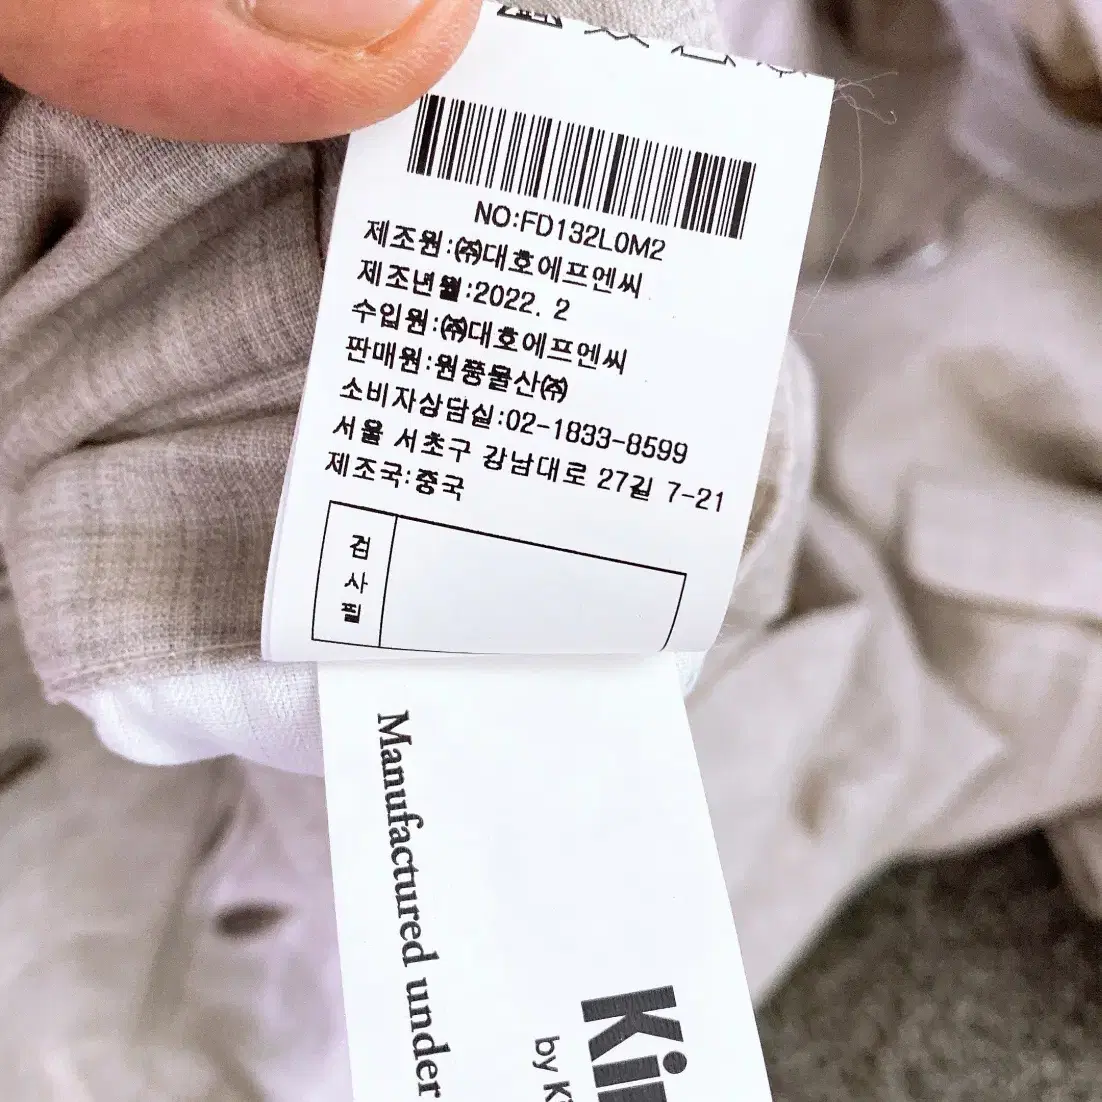 NO:FD132L0M2
제조원:㈜대호에프엔씨
제조년월:2022. 2
수입원:㈜대호에프엔씨
판매원:원풍물산㈜
소비자상담실:02-1833-8599
서울 서초구 강남대로 27길 7-21
제조국:중국
검사필
Manufactured under
by